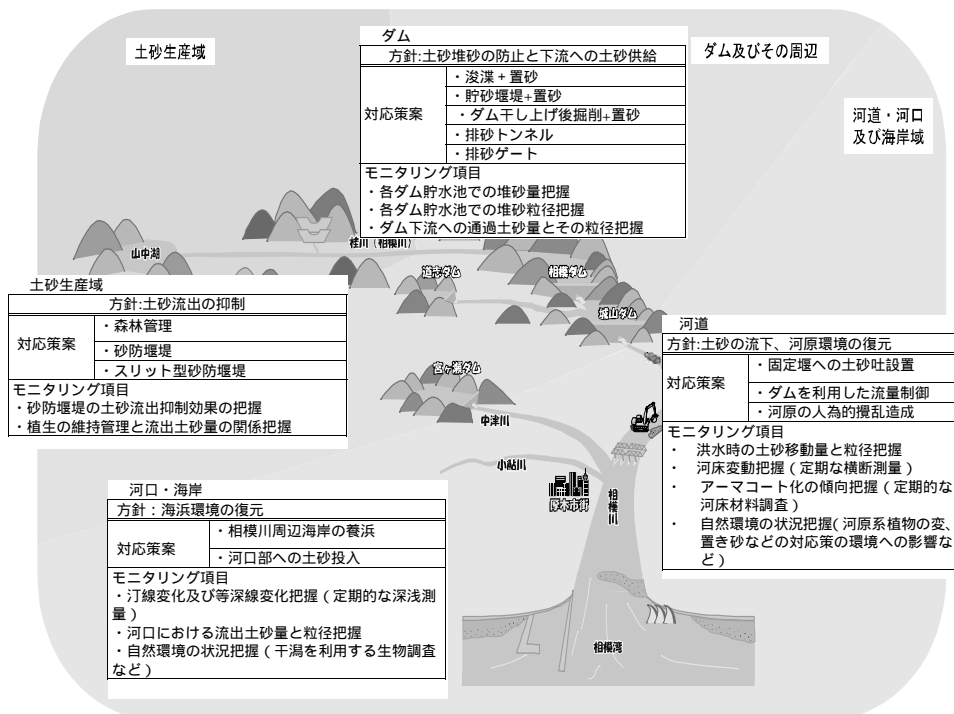 土砂生産域
ダム及びその周辺
河道・河口
及び海岸域
ダム
方針:土砂堆砂の防止と下流への土砂供給
対応策案
・浚渫+置砂
・貯砂堰堤+置砂
・ダム干し上げ後掘削+置砂
・排砂トンネル
・排砂ゲート
モニタリング項目
・各ダム貯水池での堆砂量把握
・各ダム貯水池での堆砂粒径把握
・ダム下流への通過土砂量とその粒径把握
山中湖
桂川(相模川)
道志ダム
相模ダム
城山ダム
土砂生産域
方針:土砂流出の抑制
対応策案
・森林管理
・砂防堰堤
・スリット型砂防堰堤
モニタリング項目
・砂防堰堤の土砂流出抑制効果の把握
・植生の維持管理と流出土砂量の関係把握
宮ヶ瀬ダム
中津川
小鮎川
厚木市街
相模川
相模湾
河道
方針:土砂の流下、河原環境の復元
対応策案
・固定堰への土砂吐設置
・ダムを利用した流量制御
・河原の人為的攪乱造成
モニタリング項目
・ 洪水時の土砂移動量と粒径把握
・ 河床変動把握(定期な横断測量)
・ アーマコート化の傾向把握(定期的な
河床材料調査)
・ 自然環境の状況把握(河原系植物の変、
置き砂などの対応策の環境への影響な
ど)
河口・海岸
方針:海浜環境の復元
対応策案
・相模川周辺海岸の養浜
・河口部への土砂投入
モニタリング項目
・汀線変化及び等深線変化把握(定期的な深浅測
量)
・河口における流出土砂量と粒径把握
・自然環境の状況把握(干潟を利用する生物調査
など)